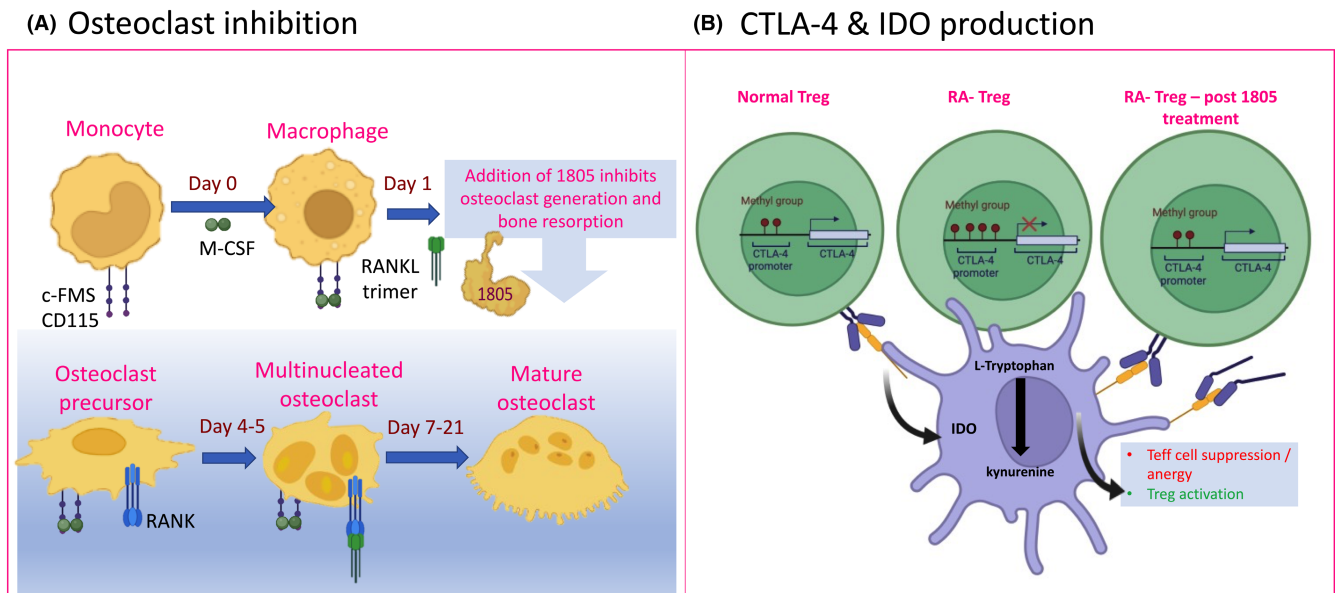 (A) Osteoclast inhibition
Monocyte
Macrophage
Day 0
M-CSF
Day 1
Addition of 1805 inhibits
osteoclast generation and
bone resorption
RANKL
trimer
1805
c-FMS
CD115
Osteoclast
precursor
Day 4-5
Multinucleated
osteoclast
Day 7-21
Mature
osteoclast
RANK
(B) CTLA-4 & IDO production
Normal Treg
RA- Treg
RA- Treg – post 1805
treatment
Methyl group
CTLA-4
promoter
CTLA-4
Methyl group
CTLA-4
promoter
CTLA-4
Methyl group
CTLA-4
promoter
CTLA-4
L-Tryptophan
IDO
kynurenine
• Teff cell suppression /
anergy
• Treg activation